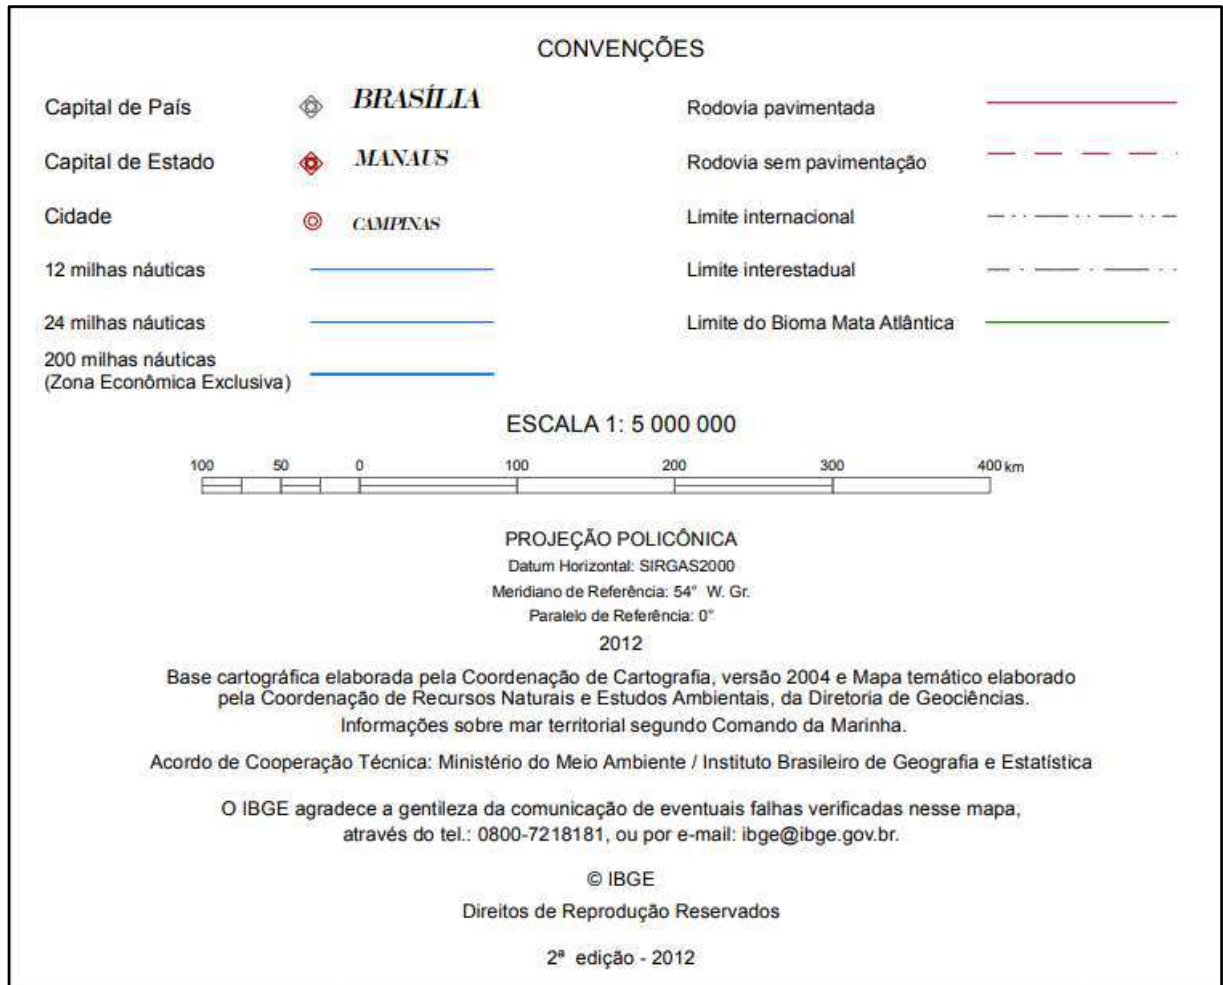 CONVENÇÕES
Capital de País BRASÍLIA
Capital de Estado MANAUS
Cidade CAMPINAS
12 milhas náuticas
24 milhas náuticas
200 milhas náuticas
(Zona Econômica Exclusiva)
Rodovia pavimentada
Rodovia sem pavimentação
Limite internacional
Limite interestadual
Limite do Bioma Mata Atlântica
ESCALA 1: 5 000 000
100 50 0 100 200 300 400 km
PROJEÇÃO POLICÔNICA
Datum Horizontal: SIRGAS2000
Meridiano de Referência: 54° W. Gr.
Paralelo de Referência: 0°
2012
Base cartográfica elaborada pela Coordenação de Cartografia, versão 2004 e Mapa temático elaborado
pela Coordenação de Recursos Naturais e Estudos Ambientais, da Diretoria de Geociências.
Informações sobre mar territorial segundo Comando da Marinha.
Acordo de Cooperação Técnica: Ministério do Meio Ambiente / Instituto Brasileiro de Geografia e Estatística
O IBGE agradece a gentileza da comunicação de eventuais falhas verificadas nesse mapa,
através do tel.: 0800-7218181, ou por e-mail: ibge@ibge.gov.br.
© IBGE
Direitos de Reprodução Reservados
2ª edição - 2012